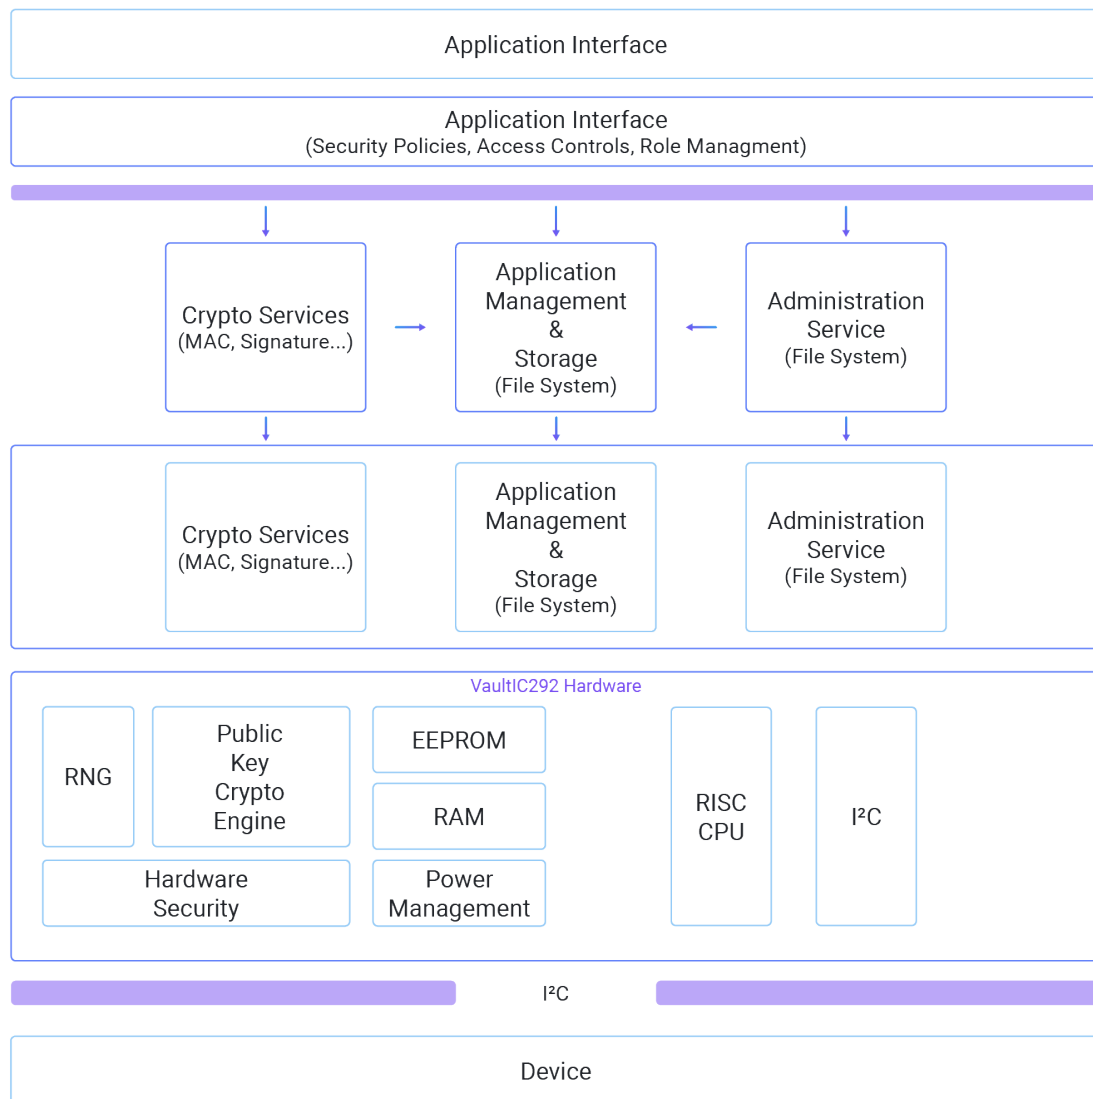 Application Interface
Application Interface
(Security Policies, Access Controls, Role Managment)
Crypto Services
(MAC, Signature...)
Application
Management
&
Storage
(File System)
Administration
Service
(File System)
Crypto Services
(MAC, Signature...)
Application
Management
&
Storage
(File System)
Administration
Service
(File System)
VaultIC292 Hardware
RNG
Public
Key
Crypto
Engine
Hardware
Security
EEPROM
RAM
Power
Management
RISC
CPU
I²C
I²C
Device